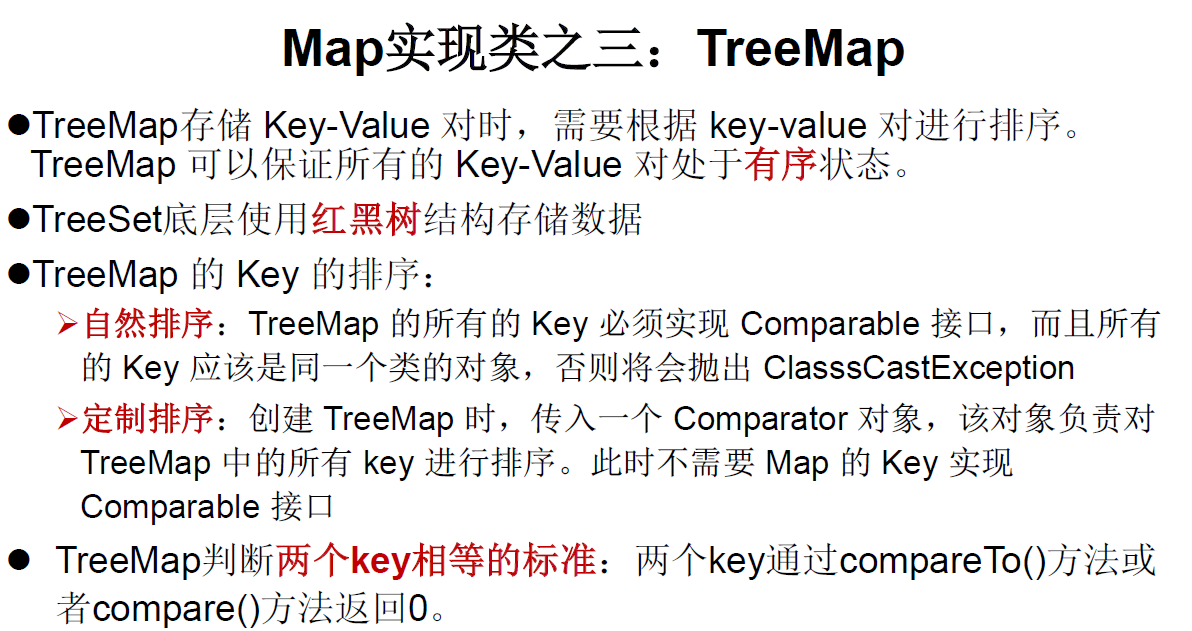 Map实现类之三：TreeMap
●TreeMap存储 Key-Value 对时，需要根据 key-value 对进行排序。
TreeMap 可以保证所有的 Key-Value 对处于有序状态。
●TreeSet底层使用红黑树结构存储数据
●TreeMap 的 Key 的排序：
➢自然排序：TreeMap 的所有的 Key 必须实现 Comparable 接口，而且所有
的 Key 应该是同一个类的对象，否则将会抛出 ClasssCastException
➢定制排序：创建 TreeMap 时，传入一个 Comparator 对象，该对象负责对
TreeMap 中的所有 key 进行排序。此时不需要 Map 的 Key 实现
Comparable 接口
● TreeMap判断两个key相等的标准：两个key通过compareTo()方法或
者compare()方法返回0。